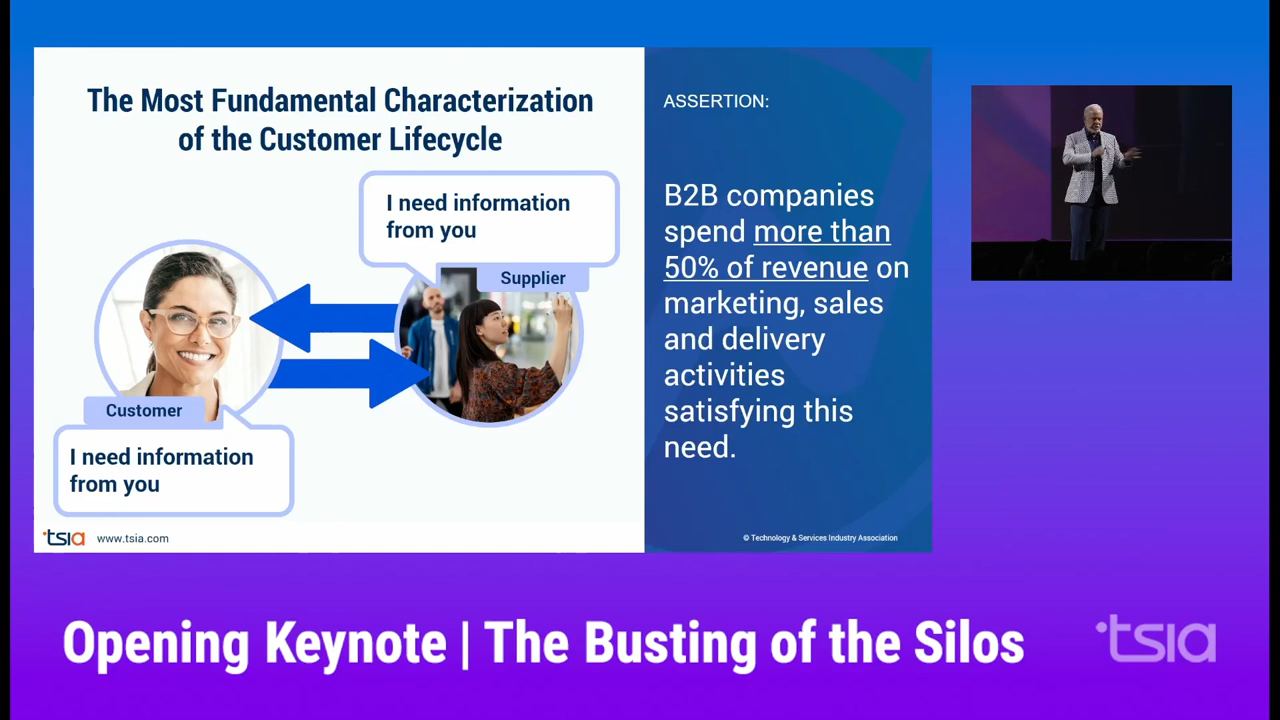 The Most Fundamental Characterization
of the Customer Lifecycle
I need information
from you
Supplier
Customer
I need information
from you
tsia
www.tsia.com
ASSERTION:
B2B companies
spend more than
50% of revenue on
marketing, sales
and delivery
activities
satisfying this
need.
© Technology & Services Industry Association
Opening Keynote | The Busting of the Silos
tsia